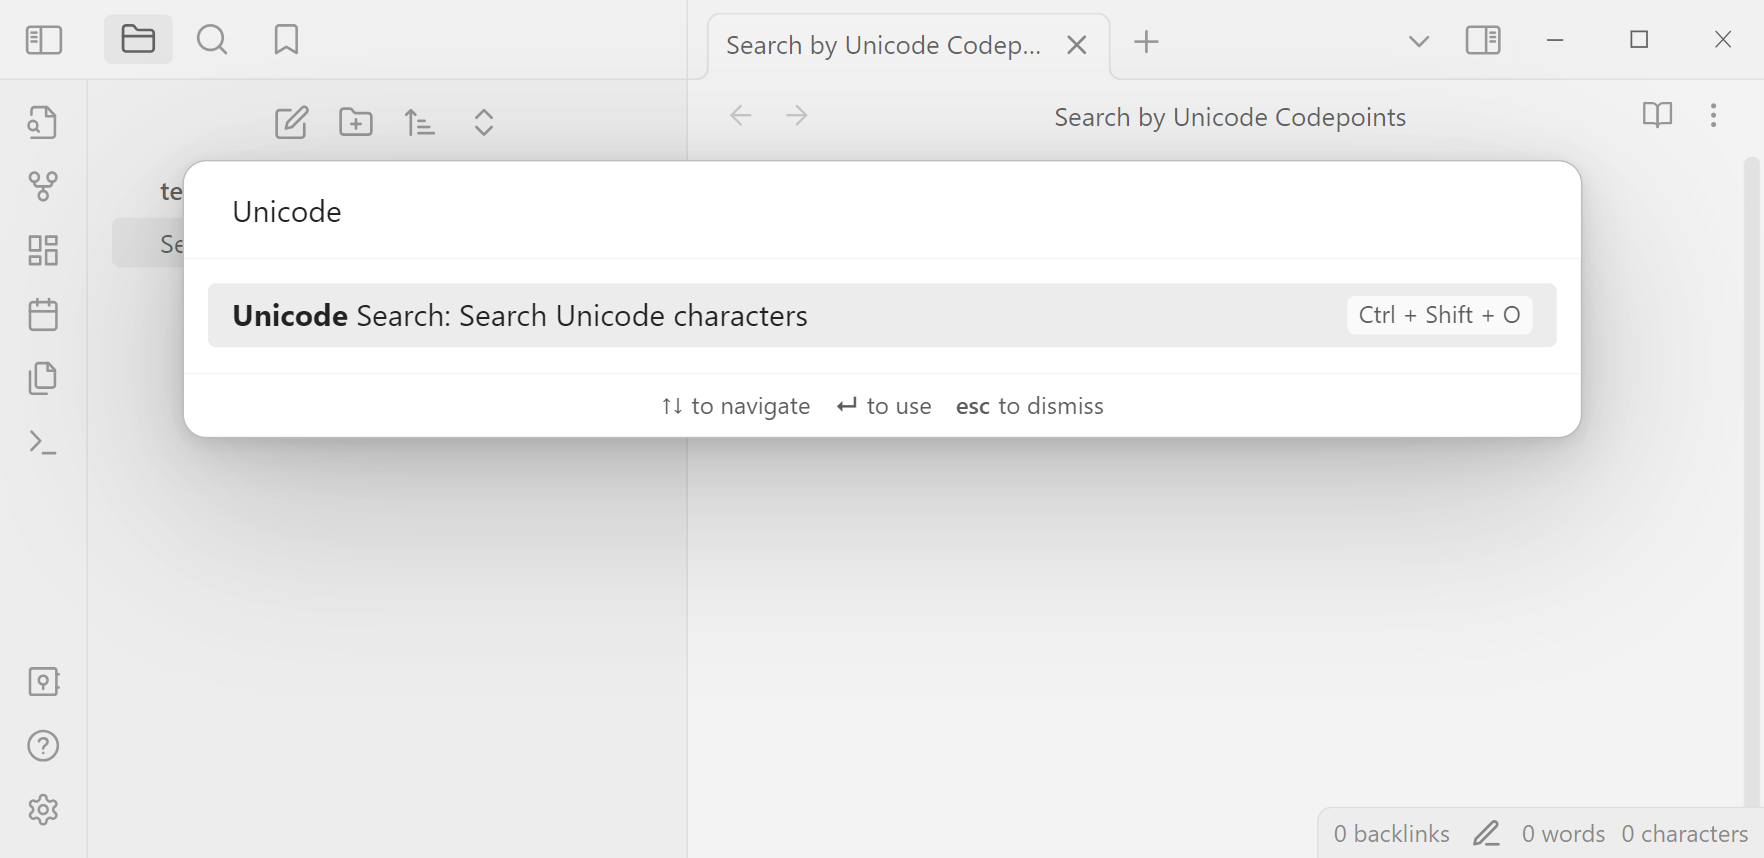 Search by Unicode Codep...
Search by Unicode Codepoints
te
Unicode
Se
Unicode Search: Search Unicode characters
Ctrl + Shift + O
↑↓ to navigate ↵ to use esc to dismiss
0 backlinks 0 words 0 characters